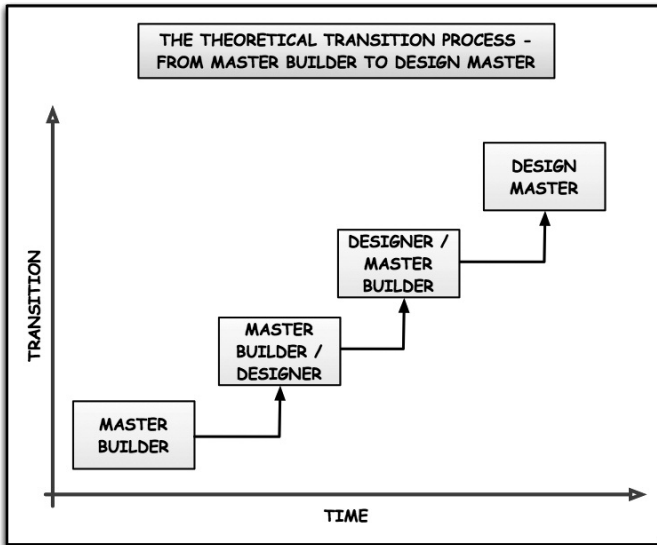 THE THEORETICAL TRANSITION PROCESS -
FROM MASTER BUILDER TO DESIGN MASTER
DESIGN
MASTER
DESIGNER /
MASTER
BUILDER
TRANSITION
MASTER
BUILDER /
DESIGNER
MASTER
BUILDER
TIME